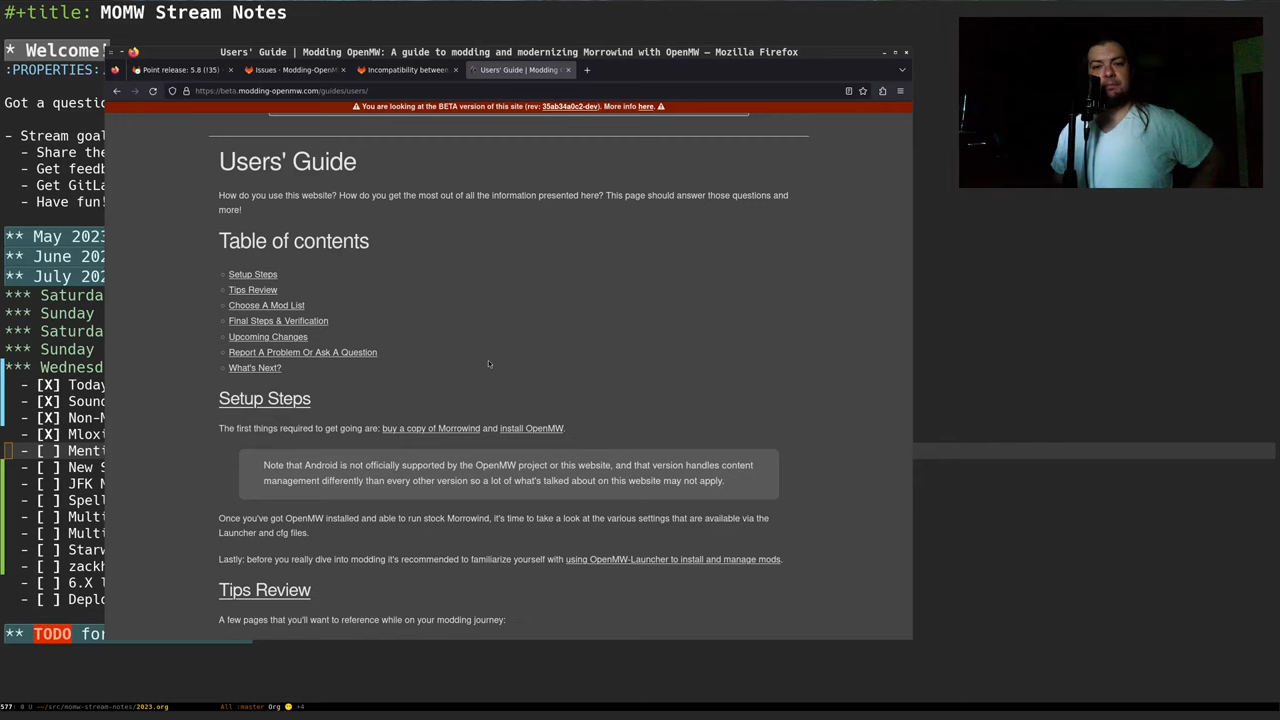 #+title: MOMW Stream Notes
* Welcome!
:PROPERTIES:
Got a questio
- Stream goal
- Share the
- Get feedb
- Get GitLa
- Have fun!
** May 2023
** June 202
** July 202
*** Saturda
*** Sunday
*** Saturda
*** Sunday
*** Wednesd
- [X] Today
- [X] Sound
- [X] Non-M
- [X] Mloxi
- [ ] Menti
- [ ] New S
- [ ] JFK M
- [ ] Spell
- [ ] Multi
- [ ] Multi
- [ ] Starw
- [ ] zackh
- [ ] 6.X l
- [ ] Deplo
** TODO for
577: 0 U ~~/src/momw-stream-notes/2023.org
All :master Org +4
Users' Guide | Modding OpenMW: A guide to modding and modernizing Morrowind with OpenMW — Mozilla Firefox
Point release: 5.8 (!35)
Issues · Modding-OpenM
Incompatibility between
Users' Guide | Modding
https://beta.modding-openmw.com/guides/users/
You are looking at the BETA version of this site (rev: 35ab34a0c2-dev). More info here.
Users' Guide
How do you use this website? How do you get the most out of all the information presented here? This page should answer those questions and
more!
Table of contents
Setup Steps
Tips Review
Choose A Mod List
Final Steps & Verification
Upcoming Changes
Report A Problem Or Ask A Question
What's Next?
Setup Steps
The first things required to get going are: buy a copy of Morrowind and install OpenMW.
Note that Android is not officially supported by the OpenMW project or this website, and that version handles content
management differently than every other version so a lot of what's talked about on this website may not apply.
Once you've got OpenMW installed and able to run stock Morrowind, it's time to take a look at the various settings that are available via the
Launcher and cfg files.
Lastly: before you really dive into modding it's recommended to familiarize yourself with using OpenMW-Launcher to install and manage mods.
Tips Review
A few pages that you'll want to reference while on your modding journey: